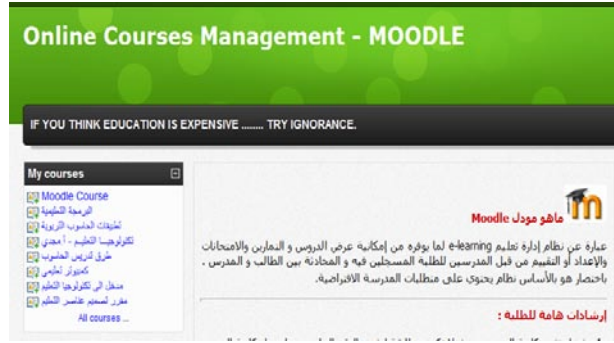 Online Courses Management - MOODLE
IF YOU THINK EDUCATION IS EXPENSIVE ........ TRY IGNORANCE.
My courses
Moodle Course
البرمجة التعليمية
تطبيقات الحاسوب التربوية
تكنولوجيا التعليم - أ مجدي
طرق تدريس الحاسوب
كمبيوتر تعليمي
مدخل الى تكنولوجيا التعليم
مقرر تصميم عناصر التعلم
All courses ...
ماهو مودل Moodle
عبارة عن نظام إدارة تعليم e-learning لما يوفره من إمكانية عرض الدروس و التمارين والامتحانات
والإعداد أو التقييم من قبل المدرسين للطلبة المسجلين فيه و المحادثة بين الطالب و المدرس .
باختصار هو بالأساس نظام يحتوي على متطلبات المدرسة الافتراضية.
إرشادات هامة للطلبة :